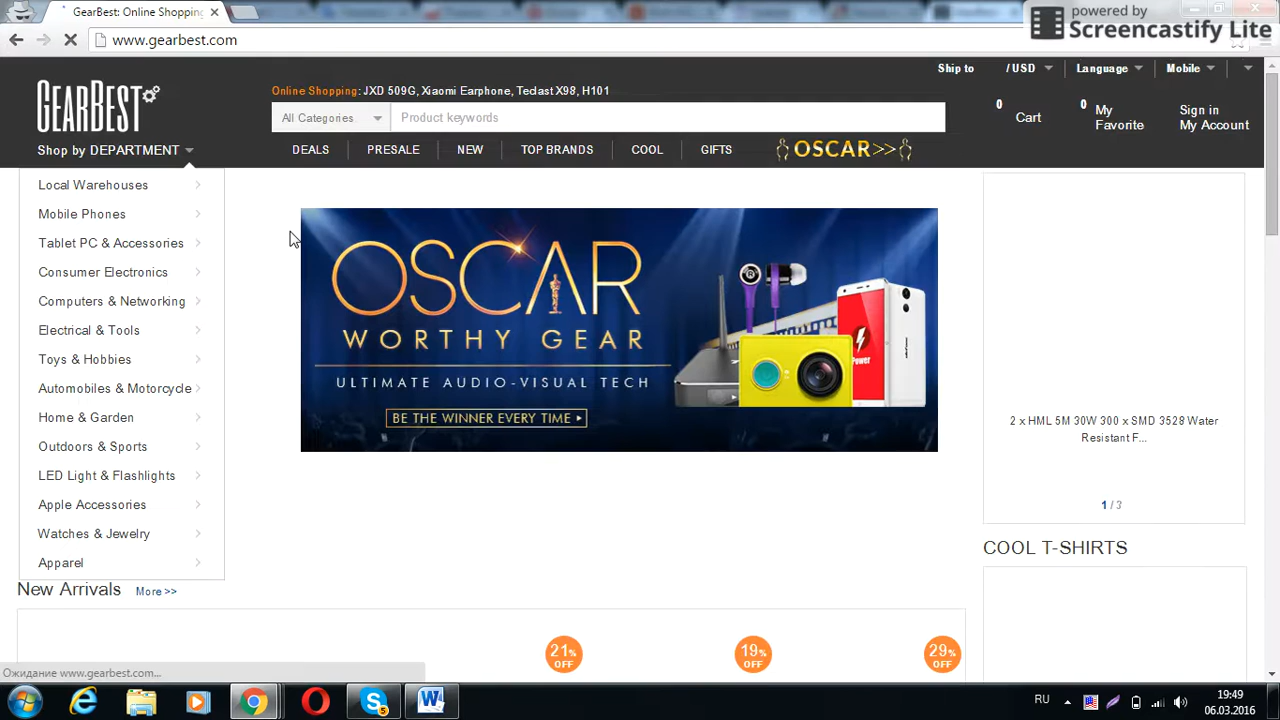 GearBest: Online Shopping
powered by
Screencastify Lite
www.gearbest.com
Ship to / USD Language Mobile
GEARBEST
Online Shopping: JXD 509G, Xiaomi Earphone, Teclast X98, H101
All Categories Product keywords
0 Cart
0 My Favorite
Sign in
My Account
Shop by DEPARTMENT
DEALS PRESALE NEW TOP BRANDS COOL GIFTS OSCAR>>
Local Warehouses
Mobile Phones
Tablet PC & Accessories
Consumer Electronics
Computers & Networking
Electrical & Tools
Toys & Hobbies
Automobiles & Motorcycle
Home & Garden
Outdoors & Sports
LED Light & Flashlights
Apple Accessories
Watches & Jewelry
Apparel
OSCAR
WORTHY GEAR
ULTIMATE AUDIO-VISUAL TECH
BE THE WINNER EVERY TIME
Power
2 x HML 5M 30W 300 x SMD 3528 Water
Resistant F...
1 / 3
COOL T-SHIRTS
New Arrivals More >>
21% OFF
19% OFF
29% OFF
Ожидание www.gearbest.com...
5
RU
19:49
06.03.2016